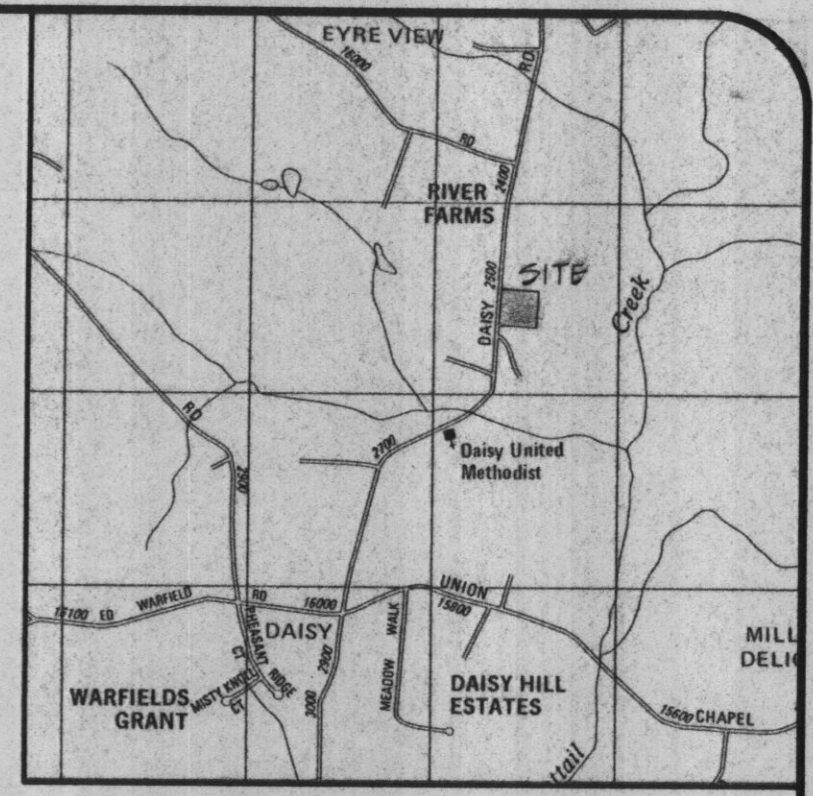 EYRE VIEW
16000
RD
RD
2400
RIVER
FARMS
2500
SITE
DAISY
Creek
RD
2700
Daisy United
Methodist
2500
UNION
15800
16100 ED WARFIELD RD 16000
DAISY
WALK
MEADOW
PHEASANT RIDGE
CT
2900
3000
MISTY KNOLL
CT
WARFIELDS
GRANT
DAISY HILL
ESTATES
MILL
DELIG
15600 CHAPEL
ttail